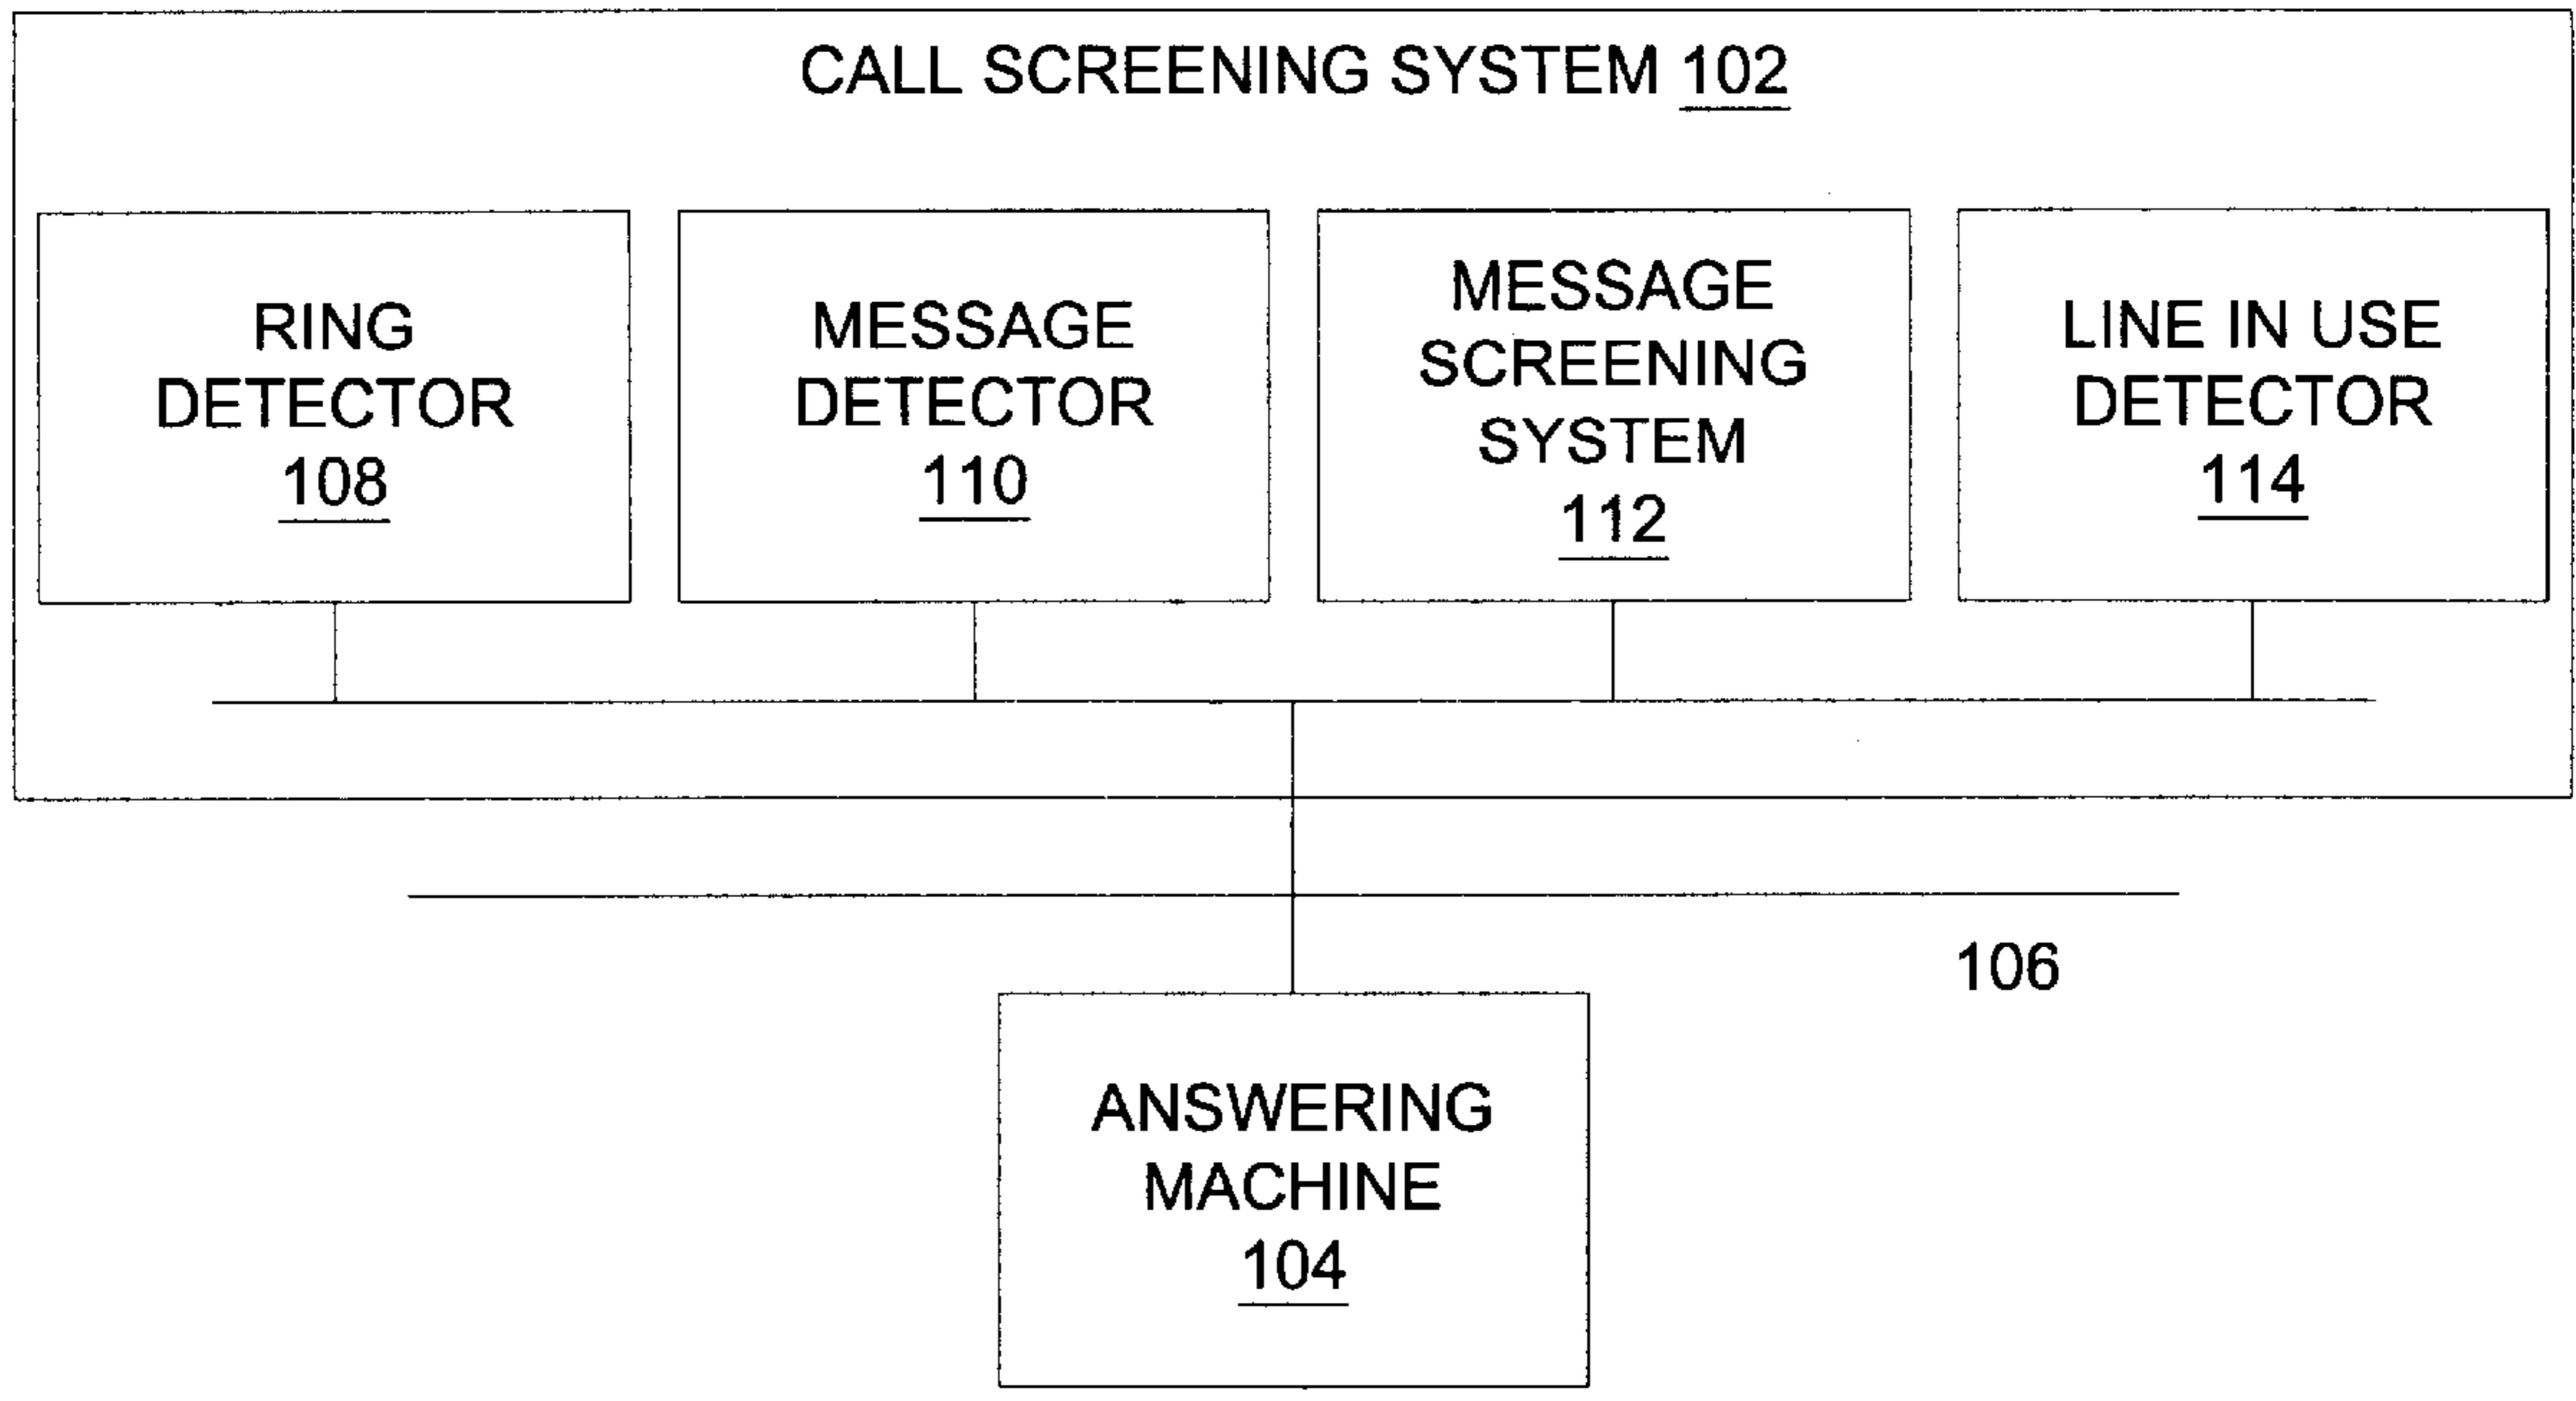 CALL SCREENING SYSTEM 102
RING
DETECTOR
108
MESSAGE
DETECTOR
110
MESSAGE
SCREENING
SYSTEM
112
LINE IN USE
DETECTOR
114
106
ANSWERING
MACHINE
104